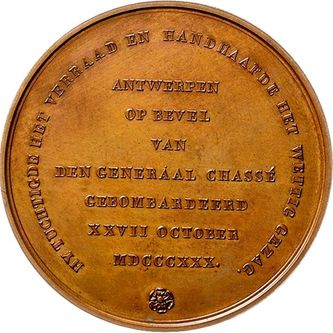 HY TUCHTIGDE HET VERRAAD EN HANDHAAFDE HET WETTIG GEZAG.
ANTWERPEN
OP BEVEL
VAN
DEN GENERÁAL CHASSÉ
GEBOMBARDEERD
XXVII OCTOBER
MDCCCXXX.